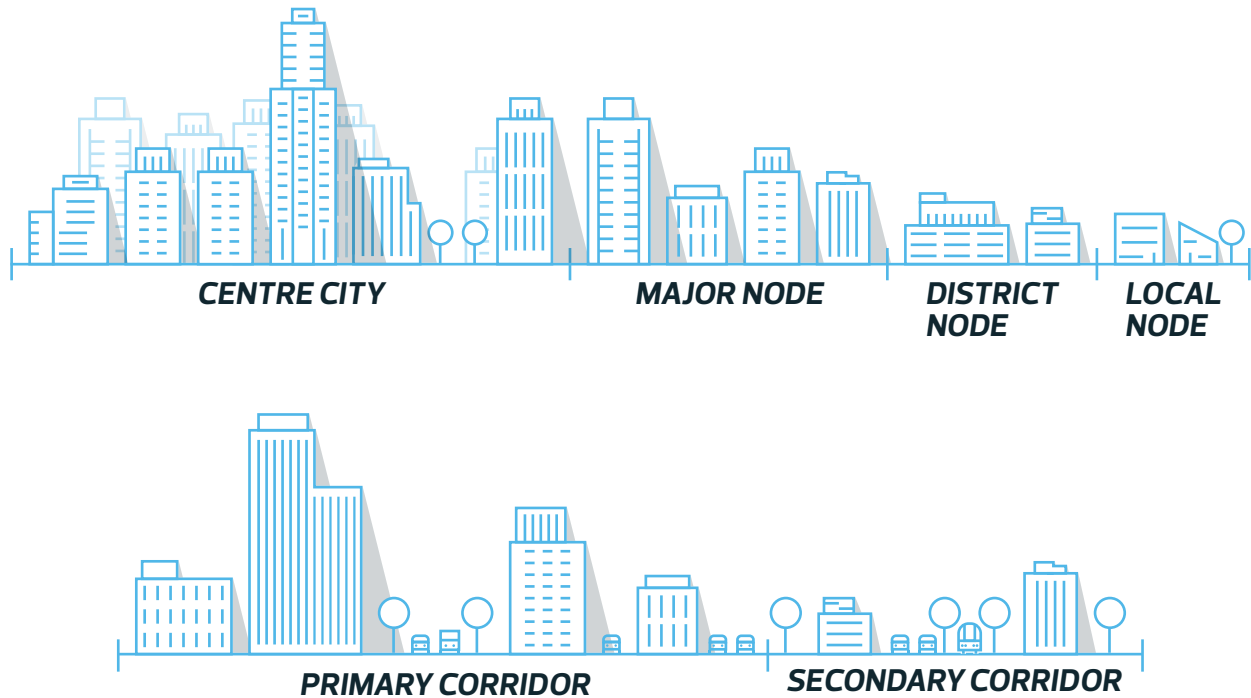 CENTRE CITY
MAJOR NODE
DISTRICT
NODE
LOCAL
NODE
PRIMARY CORRIDOR
SECONDARY CORRIDOR